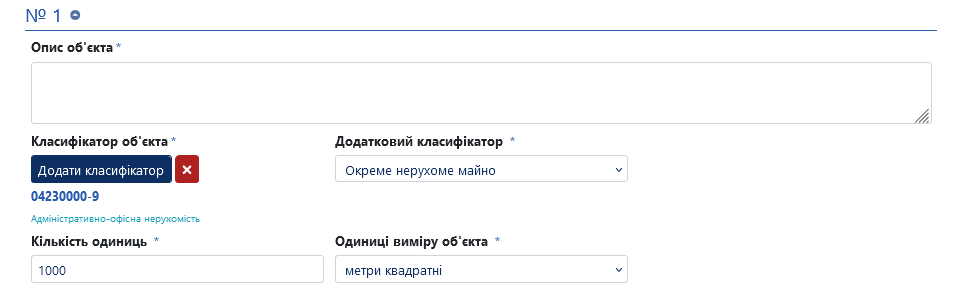 № 1
Опис об'єкта *
Класифікатор об'єкта * Додатковий класифікатор *
Додати класифікатор Окреме нерухоме майно
04230000-9
Адміністративно-офісна нерухомість
Кількість одиниць * Одиниці виміру об'єкта *
1000 метри квадратні